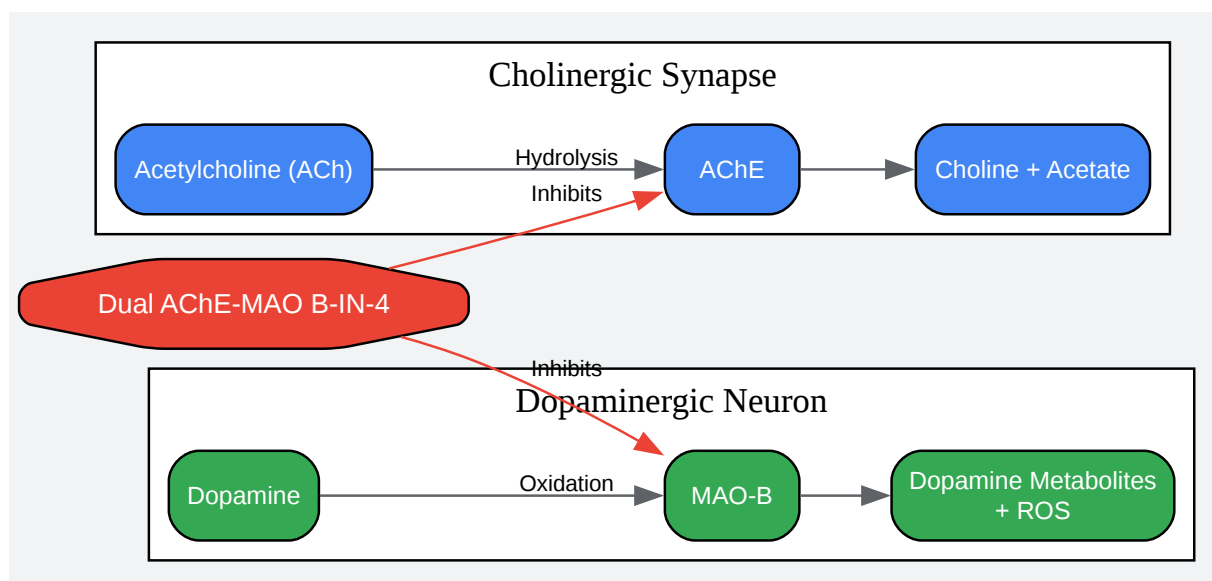 Cholinergic Synapse
Acetylcholine (ACh)
Hydrolysis
AChE
Choline + Acetate
Inhibits
Dual AChE-MAO B-IN-4
Inhibits
Dopaminergic Neuron
Dopamine
Oxidation
MAO-B
Dopamine Metabolites
+ ROS